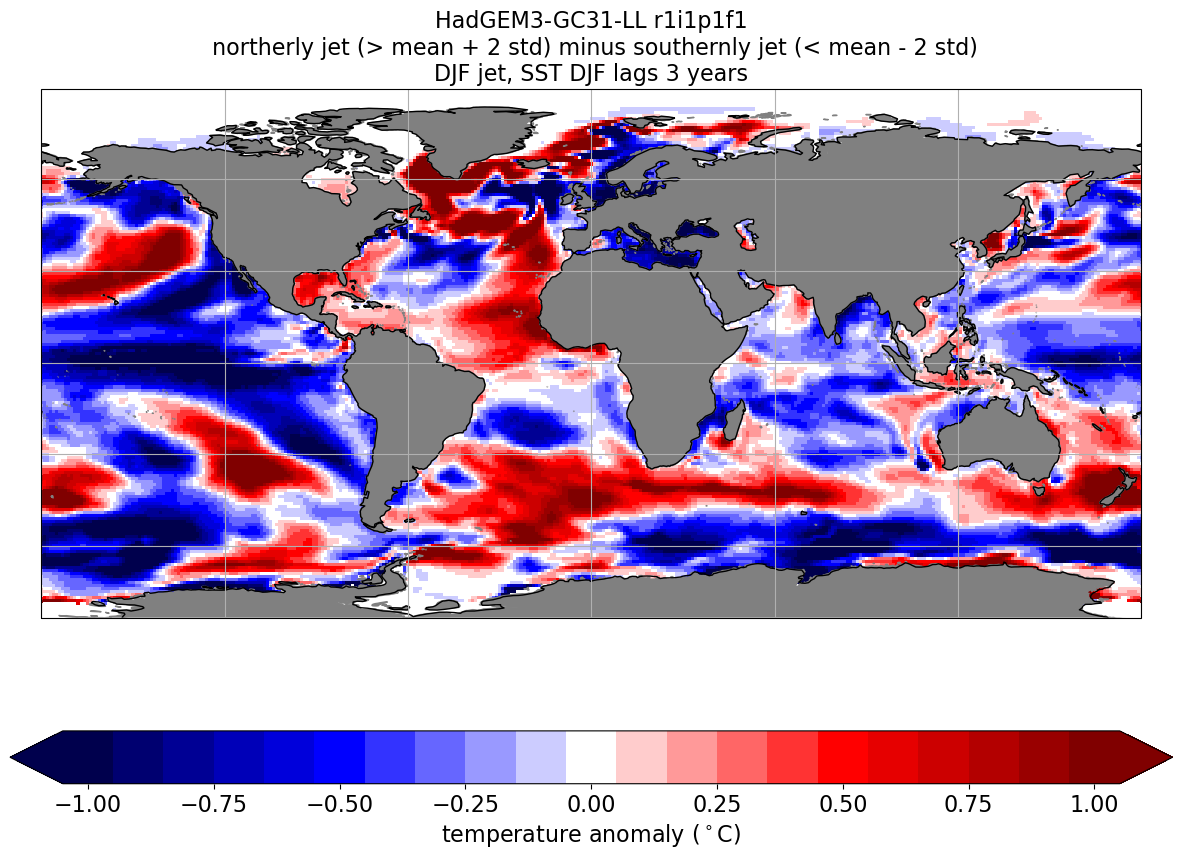 HadGEM3-GC31-LL r1i1p1f1
northerly jet (> mean + 2 std) minus southernly jet (< mean - 2 std)
DJF jet, SST DJF lags 3 years
−1.00 −0.75 −0.50 −0.25 0.00 0.25 0.50 0.75 1.00
temperature anomaly (°C)